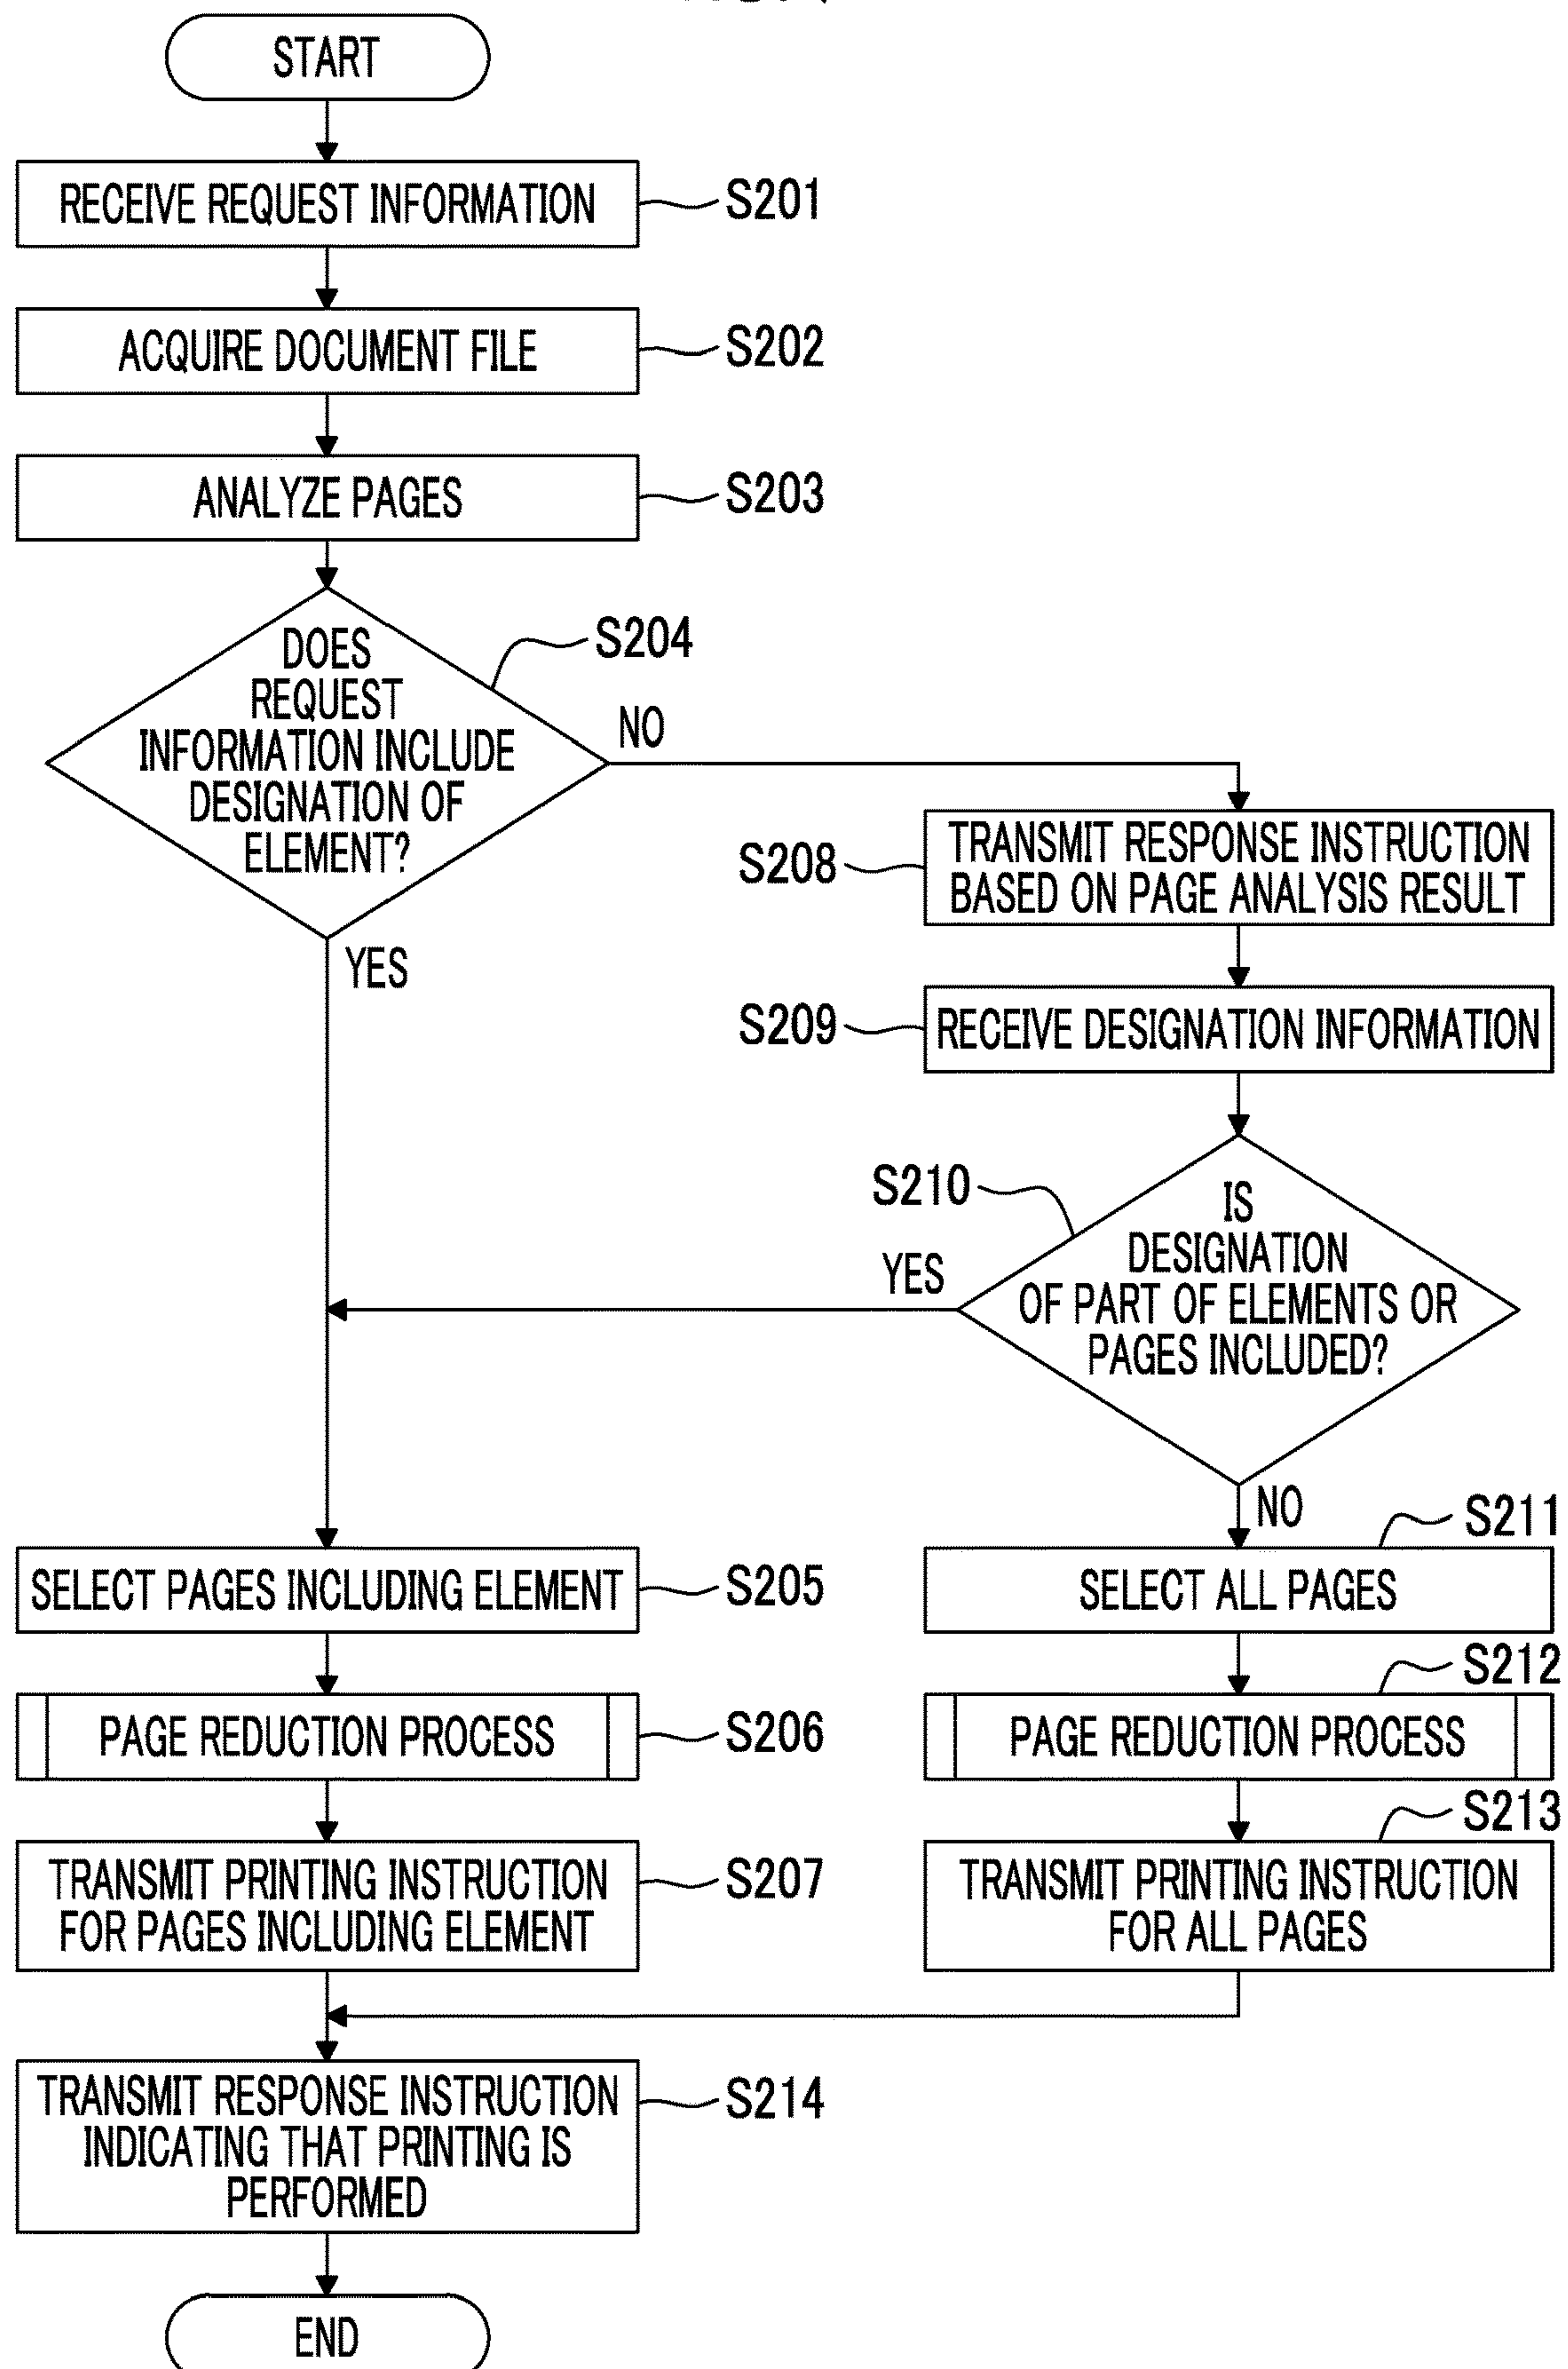 START
RECEIVE REQUEST INFORMATION
S201
ACQUIRE DOCUMENT FILE
S202
ANALYZE PAGES
S203
DOES
REQUEST
INFORMATION INCLUDE
DESIGNATION OF
ELEMENT?
S204
NO
YES
TRANSMIT RESPONSE INSTRUCTION
BASED ON PAGE ANALYSIS RESULT
S208
RECEIVE DESIGNATION INFORMATION
S209
IS
DESIGNATION
OF PART OF ELEMENTS OR
PAGES INCLUDED?
S210
YES
NO
SELECT PAGES INCLUDING ELEMENT
S205
PAGE REDUCTION PROCESS
S206
TRANSMIT PRINTING INSTRUCTION
FOR PAGES INCLUDING ELEMENT
S207
SELECT ALL PAGES
S211
PAGE REDUCTION PROCESS
S212
TRANSMIT PRINTING INSTRUCTION
FOR ALL PAGES
S213
TRANSMIT RESPONSE INSTRUCTION
INDICATING THAT PRINTING IS
PERFORMED
S214
END